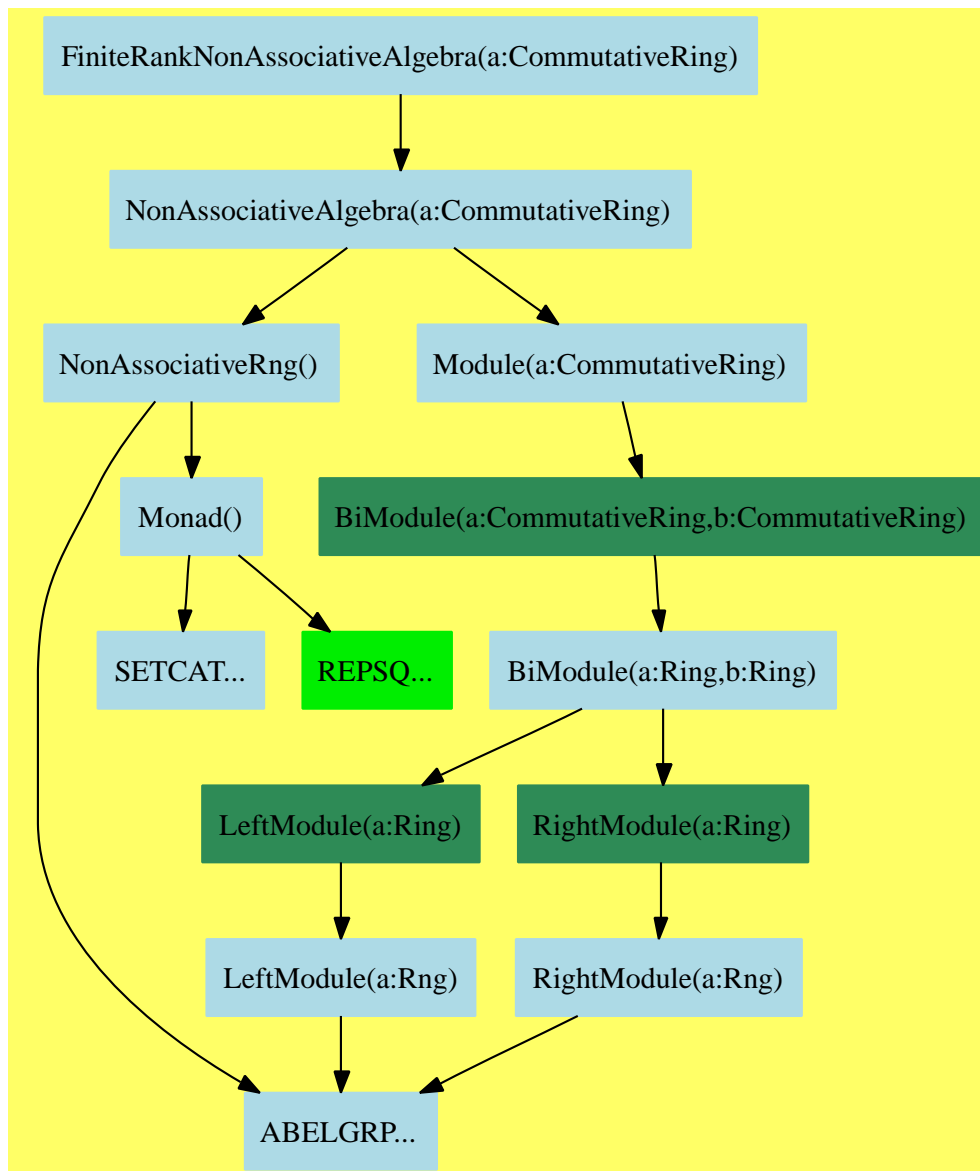 FiniteRankNonAssociativeAlgebra(a:CommutativeRing)
NonAssociativeAlgebra(a:CommutativeRing)
NonAssociativeRng()
Module(a:CommutativeRing)
Monad()
BiModule(a:CommutativeRing,b:CommutativeRing)
SETCAT...
REPSQ...
BiModule(a:Ring,b:Ring)
LeftModule(a:Ring)
RightModule(a:Ring)
LeftModule(a:Rng)
RightModule(a:Rng)
ABELGRP...